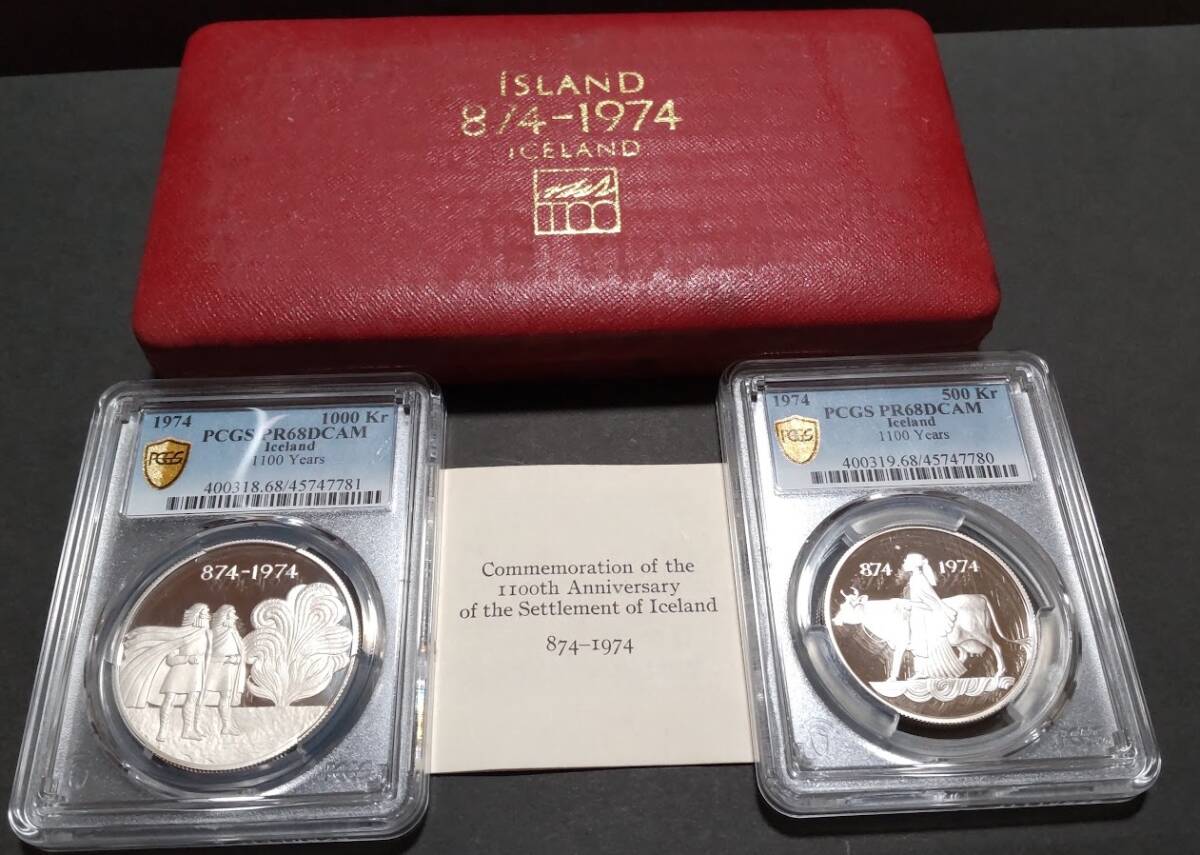 ÍSLAND
874-1974
ICELAND
1100
1974 1000 Kr
PCGS PR68DCAM
Iceland
1100 Years
PCGS
400318.68/45747781
874-1974
Commemoration of the
1100th Anniversary
of the Settlement of Iceland
874-1974
1974 500 Kr
PCGS PR68DCAM
Iceland
1100 Years
PCGS
400319.68/45747780
874 1974